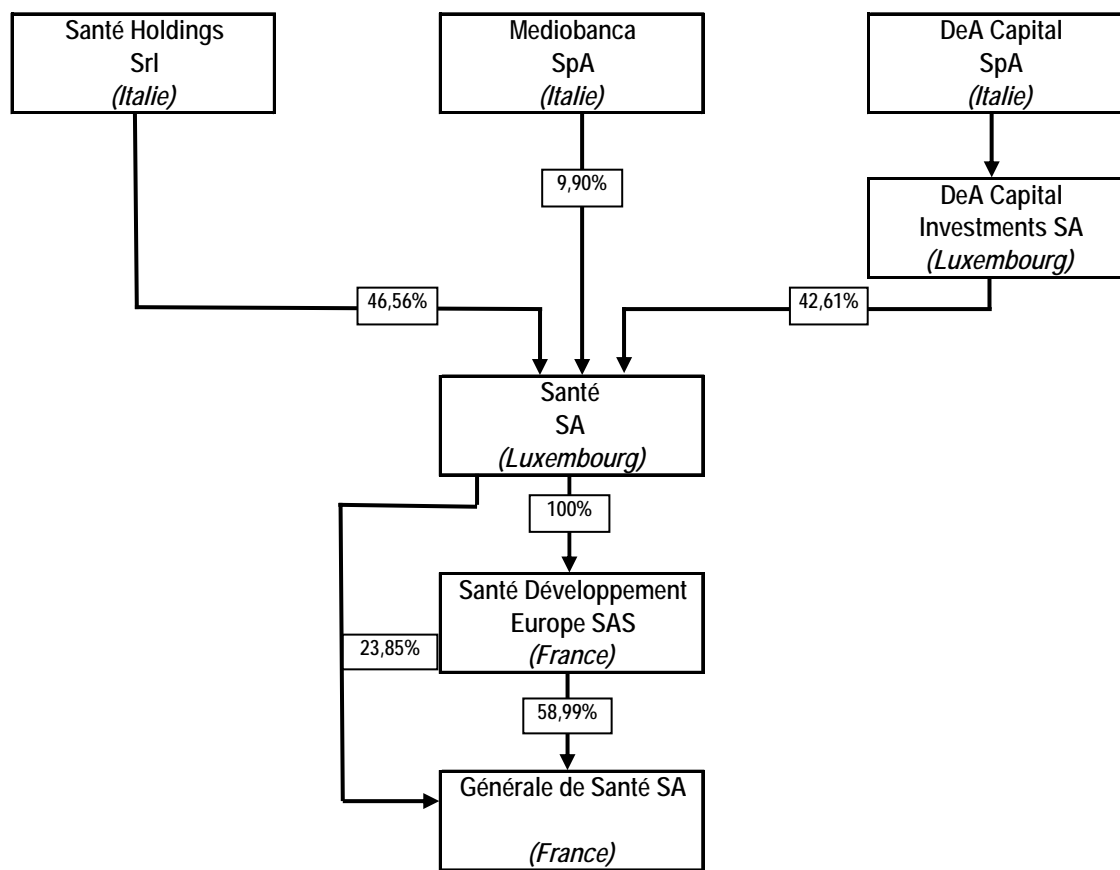 Santé Holdings
Srl
(Italie)
Mediobanca
SpA
(Italie)
DeA Capital
SpA
(Italie)
9,90%
DeA Capital
Investments SA
(Luxembourg)
46,56%
42,61%
Santé
SA
(Luxembourg)
100%
Santé Développement
Europe SAS
(France)
23,85%
58,99%
Générale de Santé SA
(France)